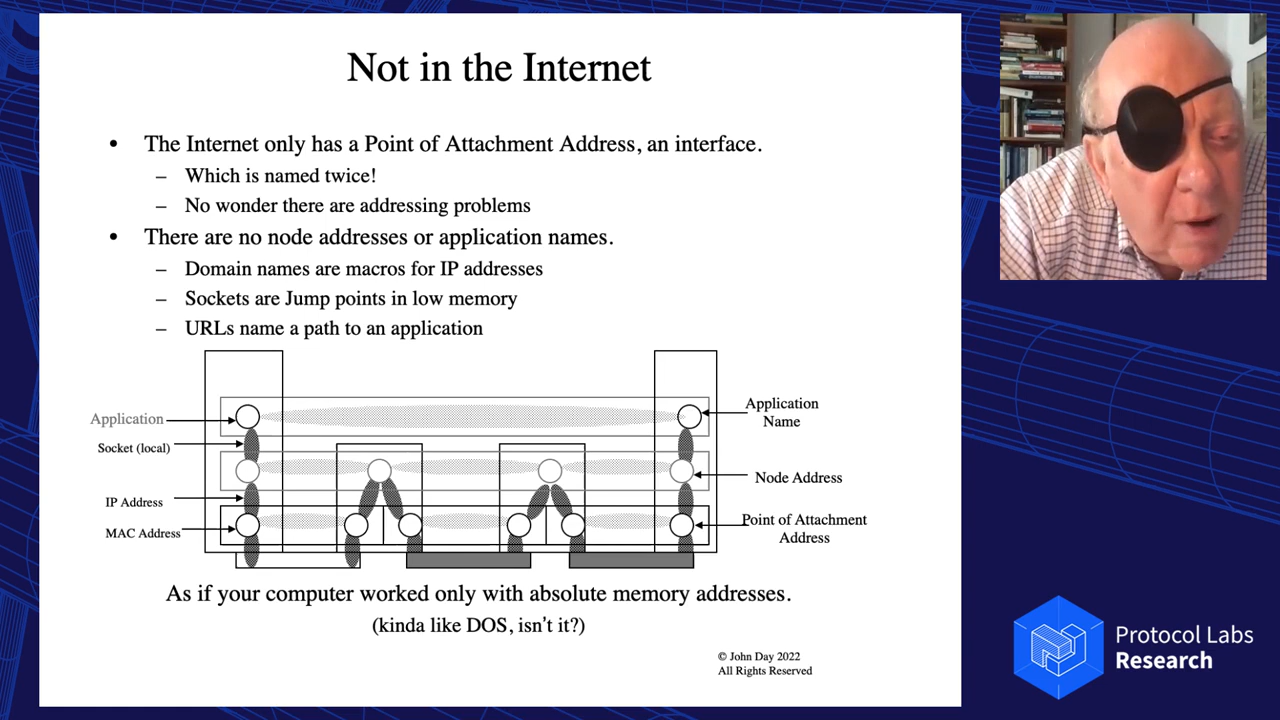 Not in the Internet
• The Internet only has a Point of Attachment Address, an interface.
– Which is named twice!
– No wonder there are addressing problems
• There are no node addresses or application names.
– Domain names are macros for IP addresses
– Sockets are Jump points in low memory
– URLs name a path to an application
Application
Socket (local)
IP Address
MAC Address
Application
Name
Node Address
Point of Attachment
Address
As if your computer worked only with absolute memory addresses.
(kinda like DOS, isn't it?)
© John Day 2022
All Rights Reserved
Protocol Labs
Research